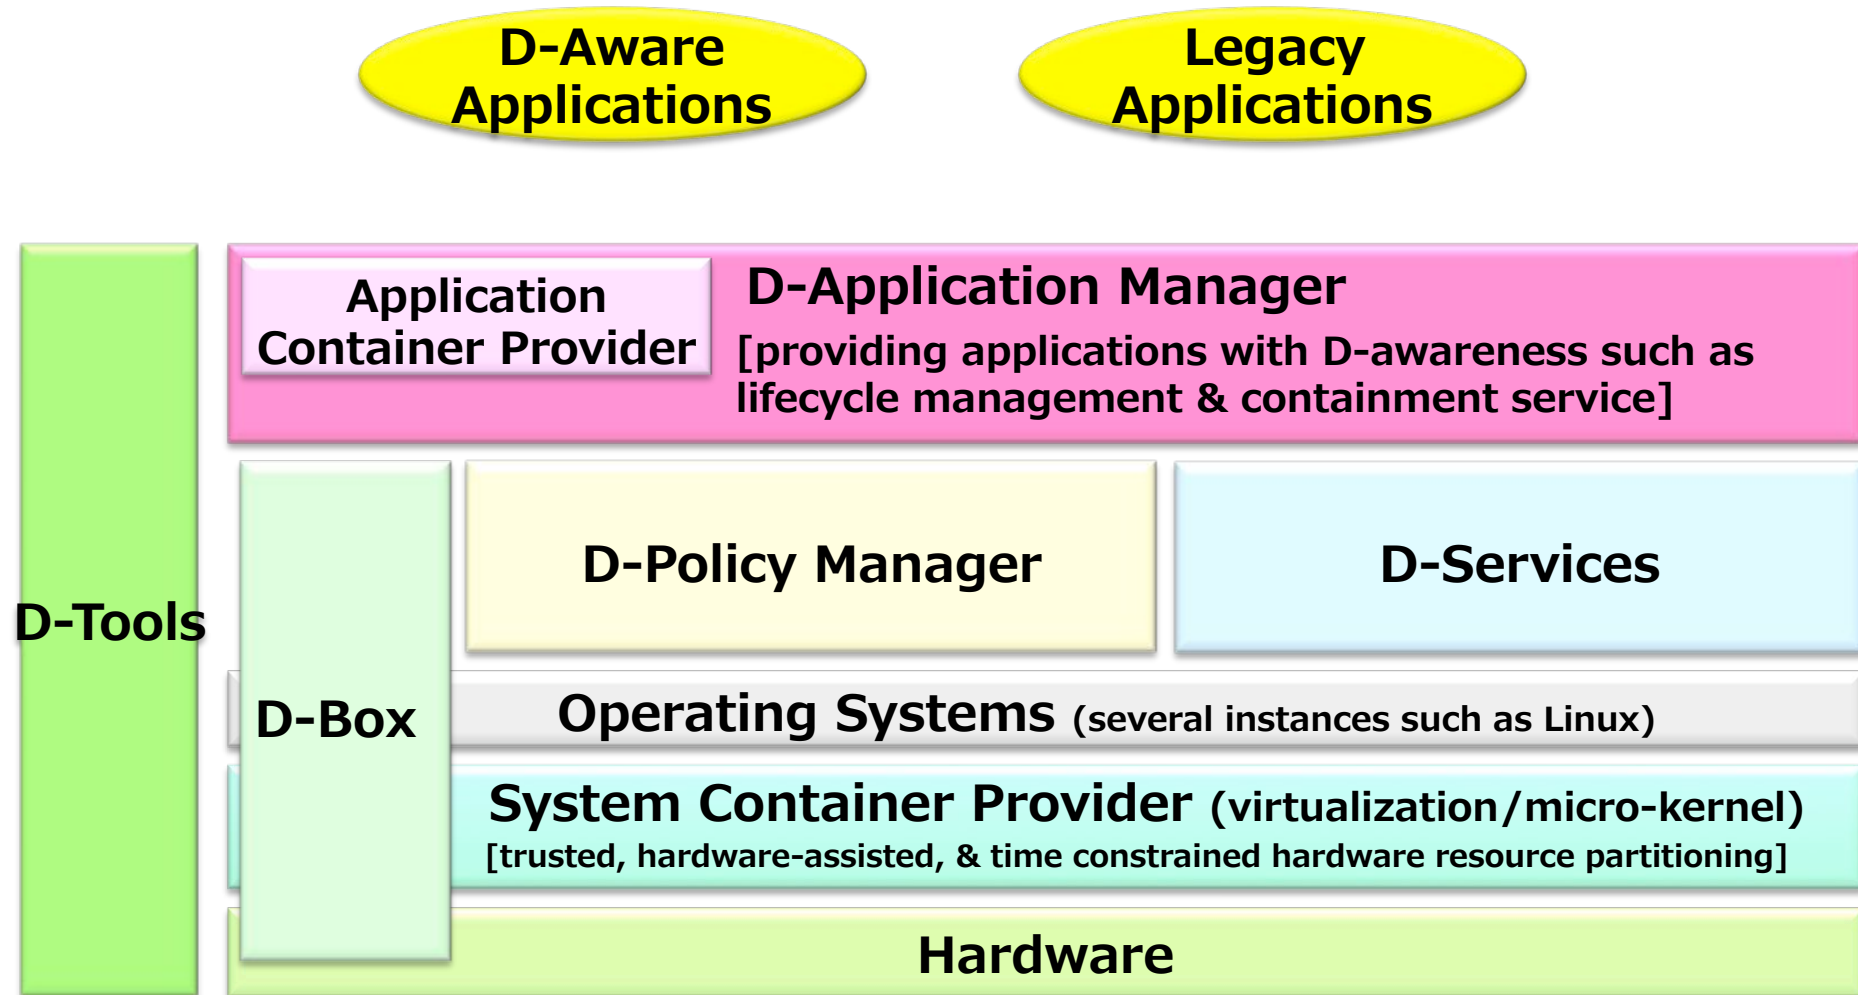 D-Aware
Applications
Legacy
Applications
D-Tools
Application
Container Provider
D-Application Manager
[providing applications with D-awareness such as
lifecycle management & containment service]
D-Box
D-Policy Manager
D-Services
Operating Systems (several instances such as Linux)
System Container Provider (virtualization/micro-kernel)
[trusted, hardware-assisted, & time constrained hardware resource partitioning]
Hardware